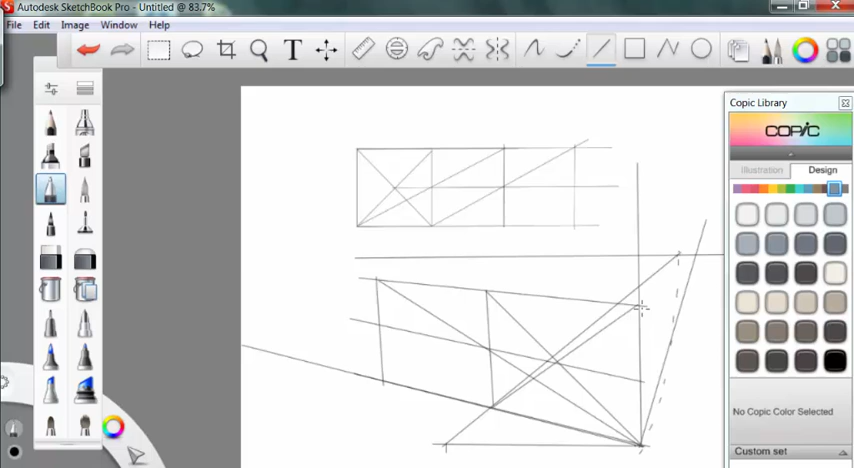 Autodesk SketchBook Pro - Untitled @ 83.7%
File Edit Image Window Help
T
Copic Library
COPIC
Illustration Design
No Copic Color Selected
Custom set